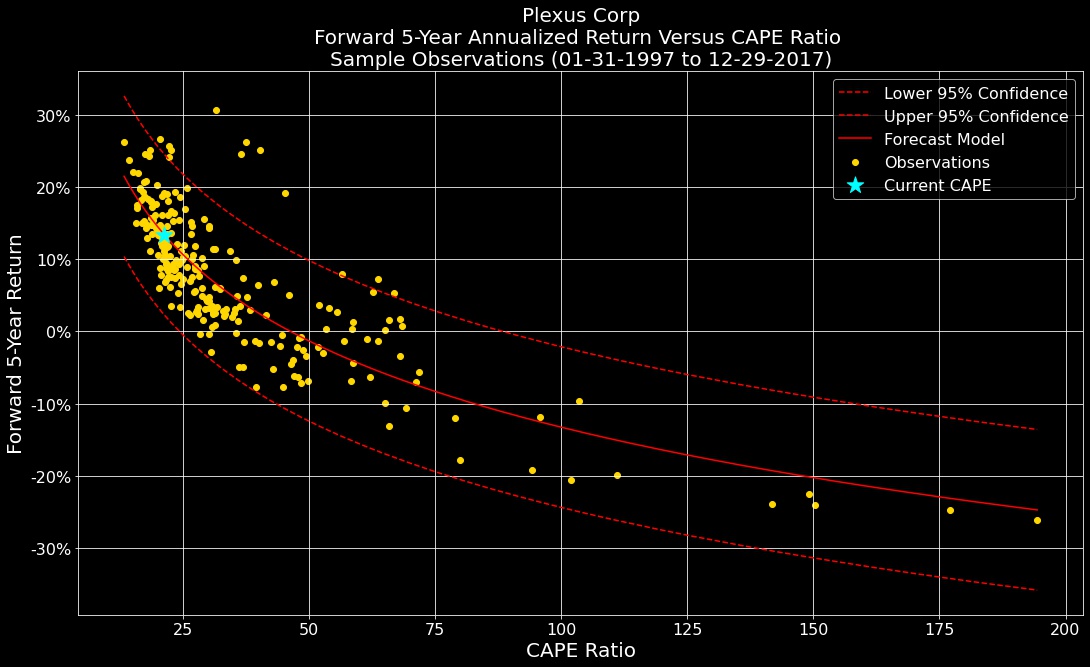 Plexus Corp
Forward 5-Year Annualized Return Versus CAPE Ratio
Sample Observations (01-31-1997 to 12-29-2017)
Lower 95% Confidence
Upper 95% Confidence
Forecast Model
Observations
Current CAPE
Forward 5-Year Return
30%
20%
10%
0%
-10%
-20%
-30%
25
50
75
100
125
150
175
200
CAPE Ratio